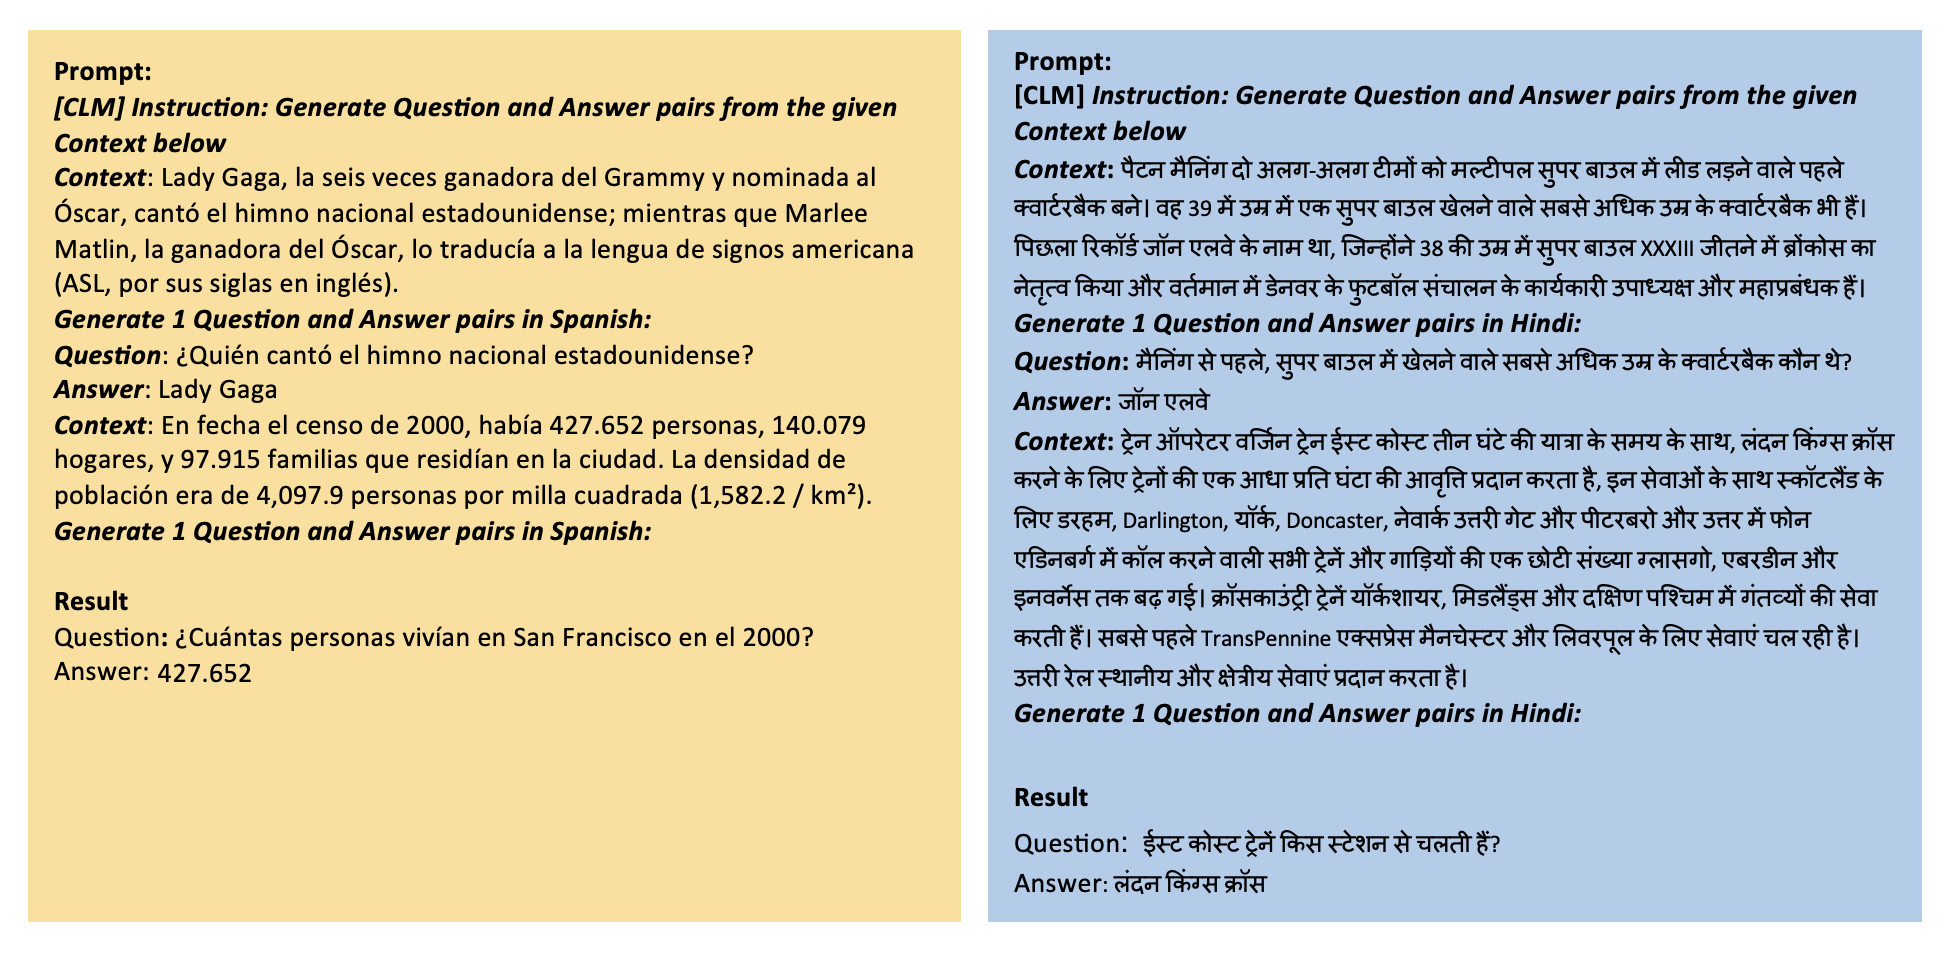 Prompt:
[CLM] Instruction: Generate Question and Answer pairs from the given
Context below
Context: Lady Gaga, la seis veces ganadora del Grammy y nominada al
Óscar, cantó el himno nacional estadounidense; mientras que Marlee
Matlin, la ganadora del Óscar, lo traducía a la lengua de signos americana
(ASL, por sus siglas en inglés).
Generate 1 Question and Answer pairs in Spanish:
Question: ¿Quién cantó el himno nacional estadounidense?
Answer: Lady Gaga
Context: En fecha el censo de 2000, había 427.652 personas, 140.079
hogares, y 97.915 familias que residían en la ciudad. La densidad de
población era de 4,097.9 personas por milla cuadrada (1,582.2 / km²).
Generate 1 Question and Answer pairs in Spanish:
Result
Question: ¿Cuántas personas vivían en San Francisco en el 2000?
Answer: 427.652
Prompt:
[CLM] Instruction: Generate Question and Answer pairs from the given
Context below
Context: पैटन मैनिंग दो अलग-अलग टीमों को मल्टीपल सुपर बाउल में लीड लड़ने वाले पहले
क्वार्टरबैक बने। वह 39 में उम्र में एक सुपर बाउल खेलने वाले सबसे अधिक उम्र के क्वार्टरबैक भी हैं।
पिछला रिकॉर्ड जॉन एलवे के नाम था, जिन्होंने 38 की उम्र में सुपर बाउल XXXIII जीतने में ब्रोंकोस का
नेतृत्व किया और वर्तमान में डेनवर के फुटबॉल संचालन के कार्यकारी उपाध्यक्ष और महाप्रबंधक हैं।
Generate 1 Question and Answer pairs in Hindi:
Question: मैनिंग से पहले, सुपर बाउल में खेलने वाले सबसे अधिक उम्र के क्वार्टरबैक कौन थे?
Answer: जॉन एलवे
Context: ट्रेन ऑपरेटर वर्जिन ट्रेन ईस्ट कोस्ट तीन घंटे की यात्रा के समय के साथ, लंदन किंग्स क्रॉस
करने के लिए ट्रेनों की एक आधा प्रति घंटा की आवृत्ति प्रदान करता है, इन सेवाओं के साथ स्कॉटलैंड के
लिए डरहम, Darlington, यॉर्क, Doncaster, नेवार्क उत्तरी गेट और पीटरबरो और उत्तर में फोन
एडिनबर्ग में कॉल करने वाली सभी ट्रेनें और गाड़ियों की एक छोटी संख्या ग्लासगो, एबरडीन और
इनवर्नेस तक बढ़ गई। क्रॉसकाउंट्री ट्रेनें यॉर्कशायर, मिडलैंड्स और दक्षिण पश्चिम में गंतव्यों की सेवा
करती हैं। सबसे पहले TransPennine एक्सप्रेस मैनचेस्टर और लिवरपूल के लिए सेवाएं चल रही है।
उत्तरी रेल स्थानीय और क्षेत्रीय सेवाएं प्रदान करता है।
Generate 1 Question and Answer pairs in Hindi:
Result
Question: ईस्ट कोस्ट ट्रेनें किस स्टेशन से चलती हैं?
Answer: लंदन किंग्स क्रॉस